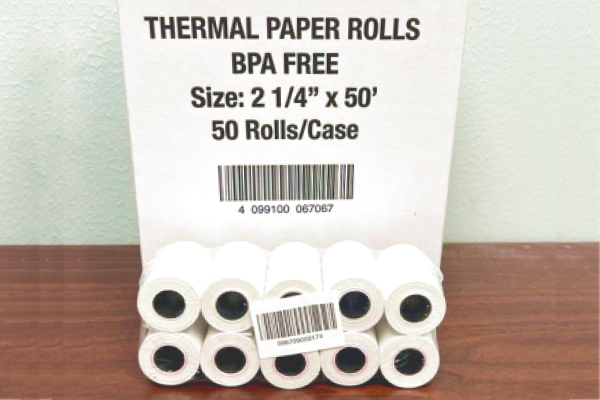 THERMAL PAPER ROLLS
BPA FREE
Size: 2 1/4” x 50’
50 Rolls/Case
4 099100 067067